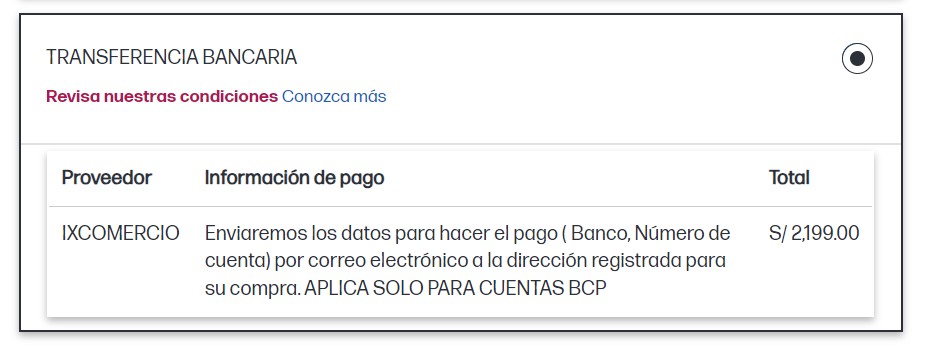 TRANSFERENCIA BANCARIA
Revisa nuestras condiciones Conozca más
Proveedor Información de pago Total
IXCOMERCIO Enviaremos los datos para hacer el pago ( Banco, Número de S/ 2,199.00
cuenta) por correo electrónico a la dirección registrada para
su compra. APLICA SOLO PARA CUENTAS BCP